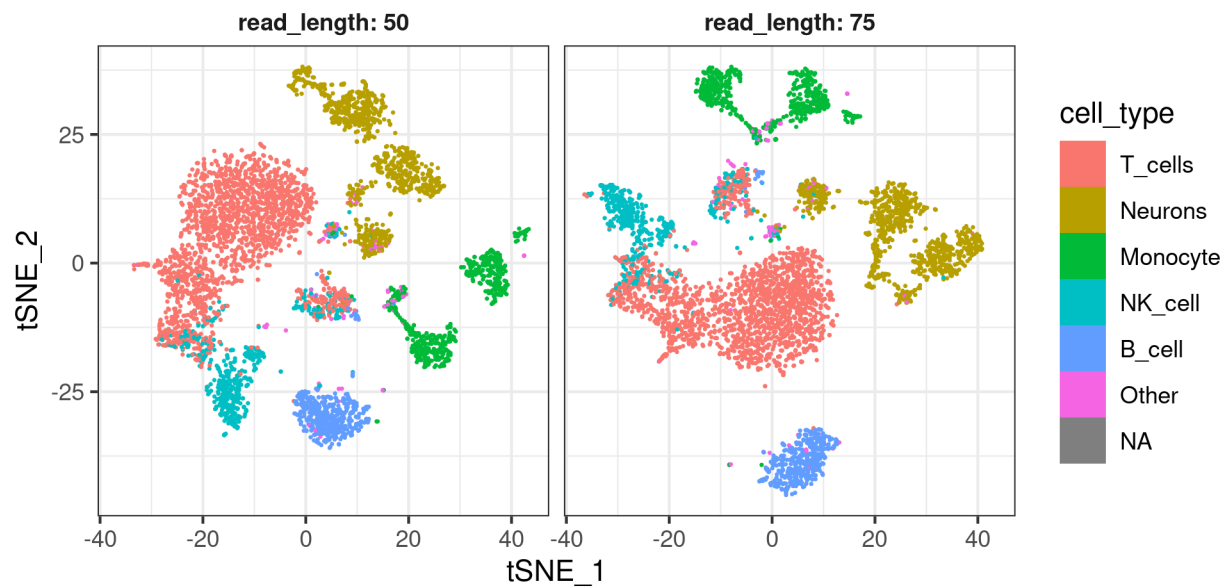 read_length: 50
read_length: 75
tSNE_2
25
0
-25
-40
-20
0
20
40
-40
-20
0
20
40
tSNE_1
cell_type
T_cells
Neurons
Monocyte
NK_cell
B_cell
Other
NA